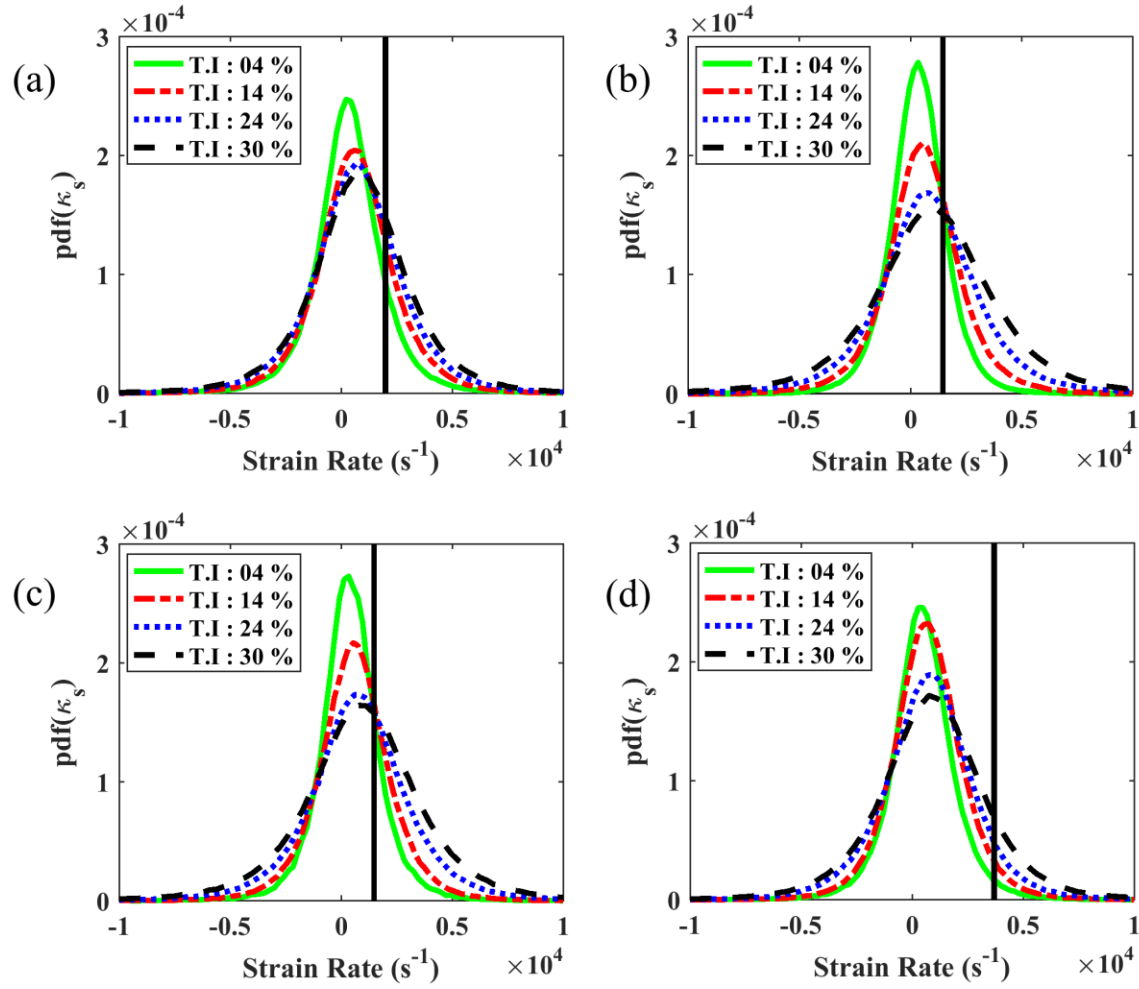 (a)
×10⁻⁴
3
2
1
0
pdf(κₛ)
T.I : 04 %
T.I : 14 %
T.I : 24 %
T.I : 30 %
-1 -0.5 0 0.5 1
Strain Rate (s⁻¹) ×10⁴
(b)
×10⁻⁴
3
2
1
0
pdf(κₛ)
T.I : 04 %
T.I : 14 %
T.I : 24 %
T.I : 30 %
-1 -0.5 0 0.5 1
Strain Rate (s⁻¹) ×10⁴
(c)
×10⁻⁴
3
2
1
0
pdf(κₛ)
T.I : 04 %
T.I : 14 %
T.I : 24 %
T.I : 30 %
-1 -0.5 0 0.5 1
Strain Rate (s⁻¹) ×10⁴
(d)
×10⁻⁴
3
2
1
0
pdf(κₛ)
T.I : 04 %
T.I : 14 %
T.I : 24 %
T.I : 30 %
-1 -0.5 0 0.5 1
Strain Rate (s⁻¹) ×10⁴